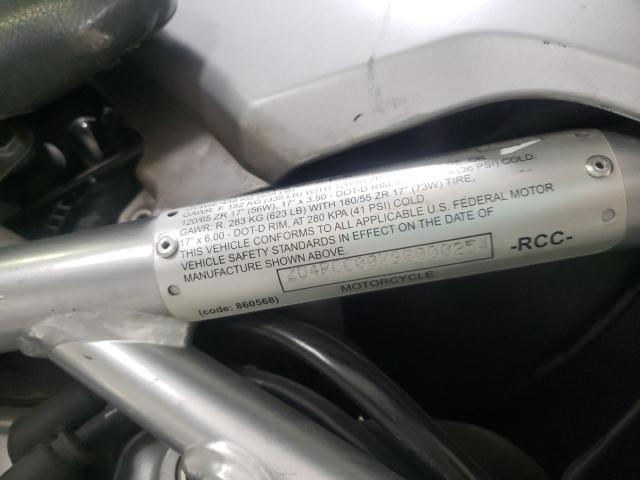 GAWR: F. 152 KG (335 LB) WITH
120/65 ZR 17" (56W), 17" x 3.50 - DOT-D RIM, (36 PSI) COLD.
GAWR: R. 283 KG (623 LB) WITH 180/55 ZR 17" (73W) TIRE,
17" x 6.00 - DOT-D RIM. AT 280 KPA (41 PSI) COLD.
THIS VEHICLE CONFORMS TO ALL APPLICABLE U.S. FEDERAL MOTOR
VEHICLE SAFETY STANDARDS IN EFFECT ON THE DATE OF
MANUFACTURE SHOWN ABOVE.
-RCC-
MOTORCYCLE
(code: 860568)